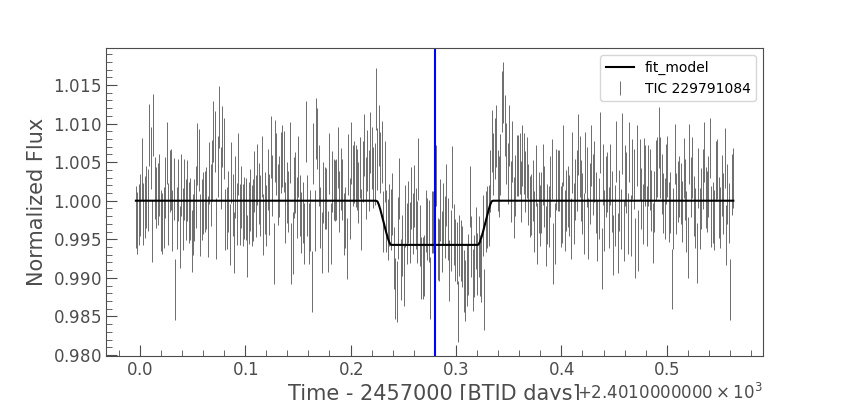 fit_model
TIC 229791084
1.015
1.010
1.005
1.000
0.995
0.990
0.985
0.980
Normalized Flux
0.0 0.1 0.2 0.3 0.4 0.5
Time - 2457000 [BTJD days]
+2.4010000000 × 10³